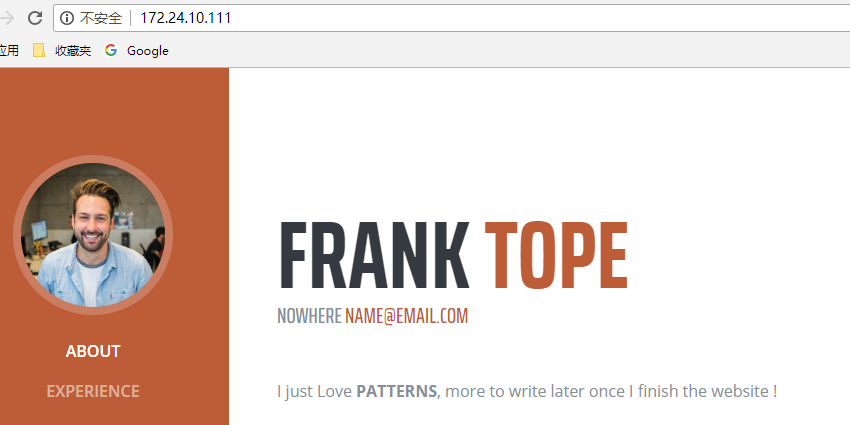 不安全 172.24.10.111
应用 收藏夹 Google
FRANK TOPE
NOWHERE NAME@EMAIL.COM
ABOUT
EXPERIENCE
I just Love PATTERNS, more to write later once I finish the website !